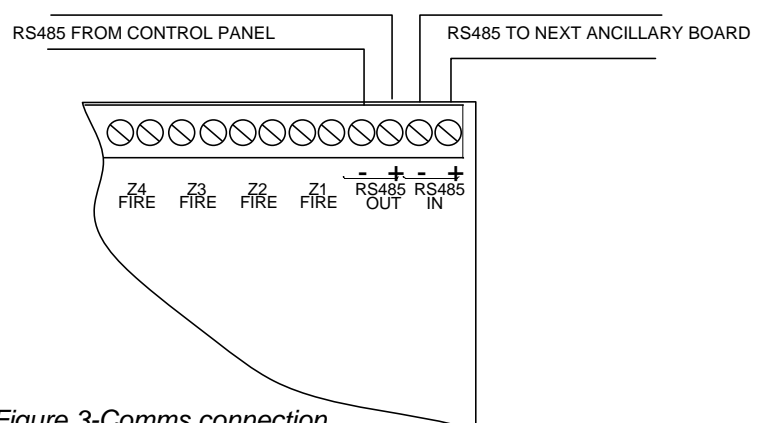 RS485 FROM CONTROL PANEL
RS485 TO NEXT ANCILLARY BOARD
- + - +
Z4 Z3 Z2 Z1 RS485 RS485
FIRE FIRE FIRE FIRE OUT IN
Figure 3-Comms connection